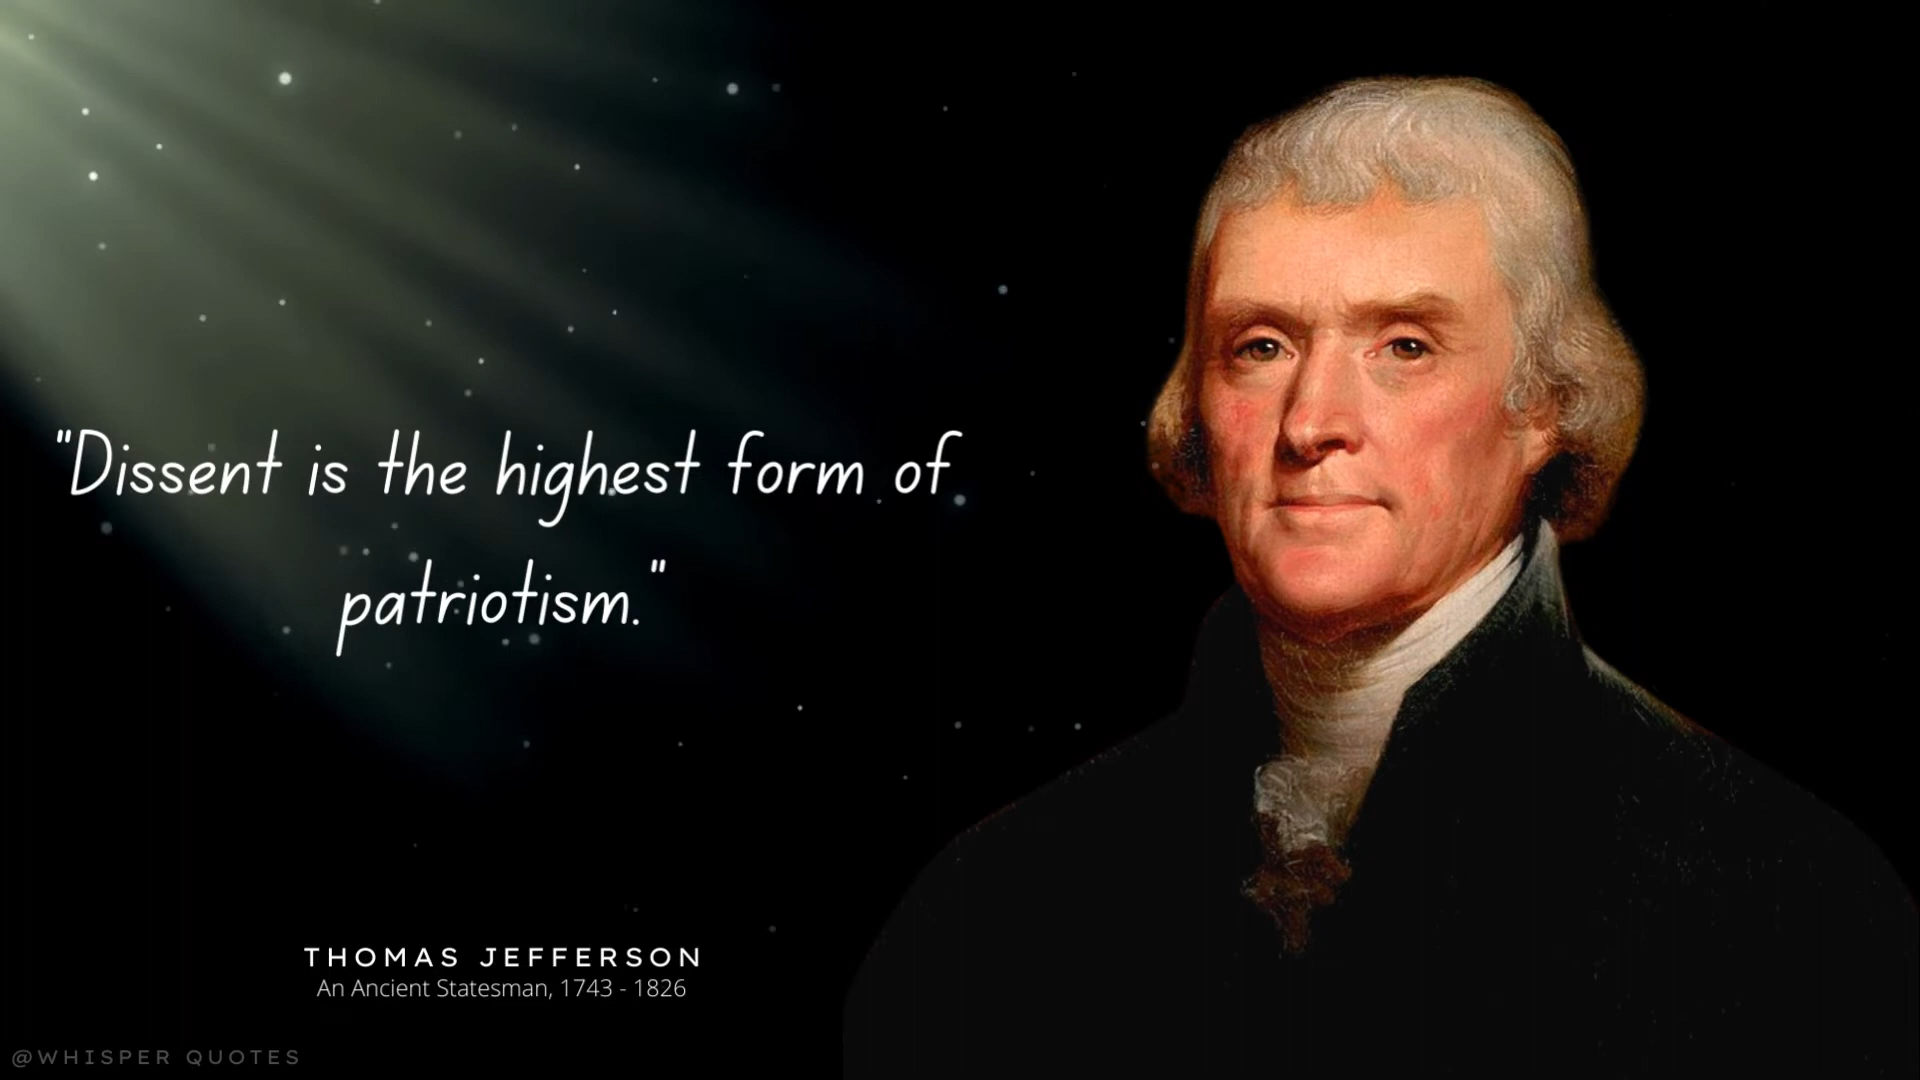 "Dissent is the highest form of
patriotism."
THOMAS JEFFERSON
An Ancient Statesman, 1743 - 1826
@WHISPER QUOTES